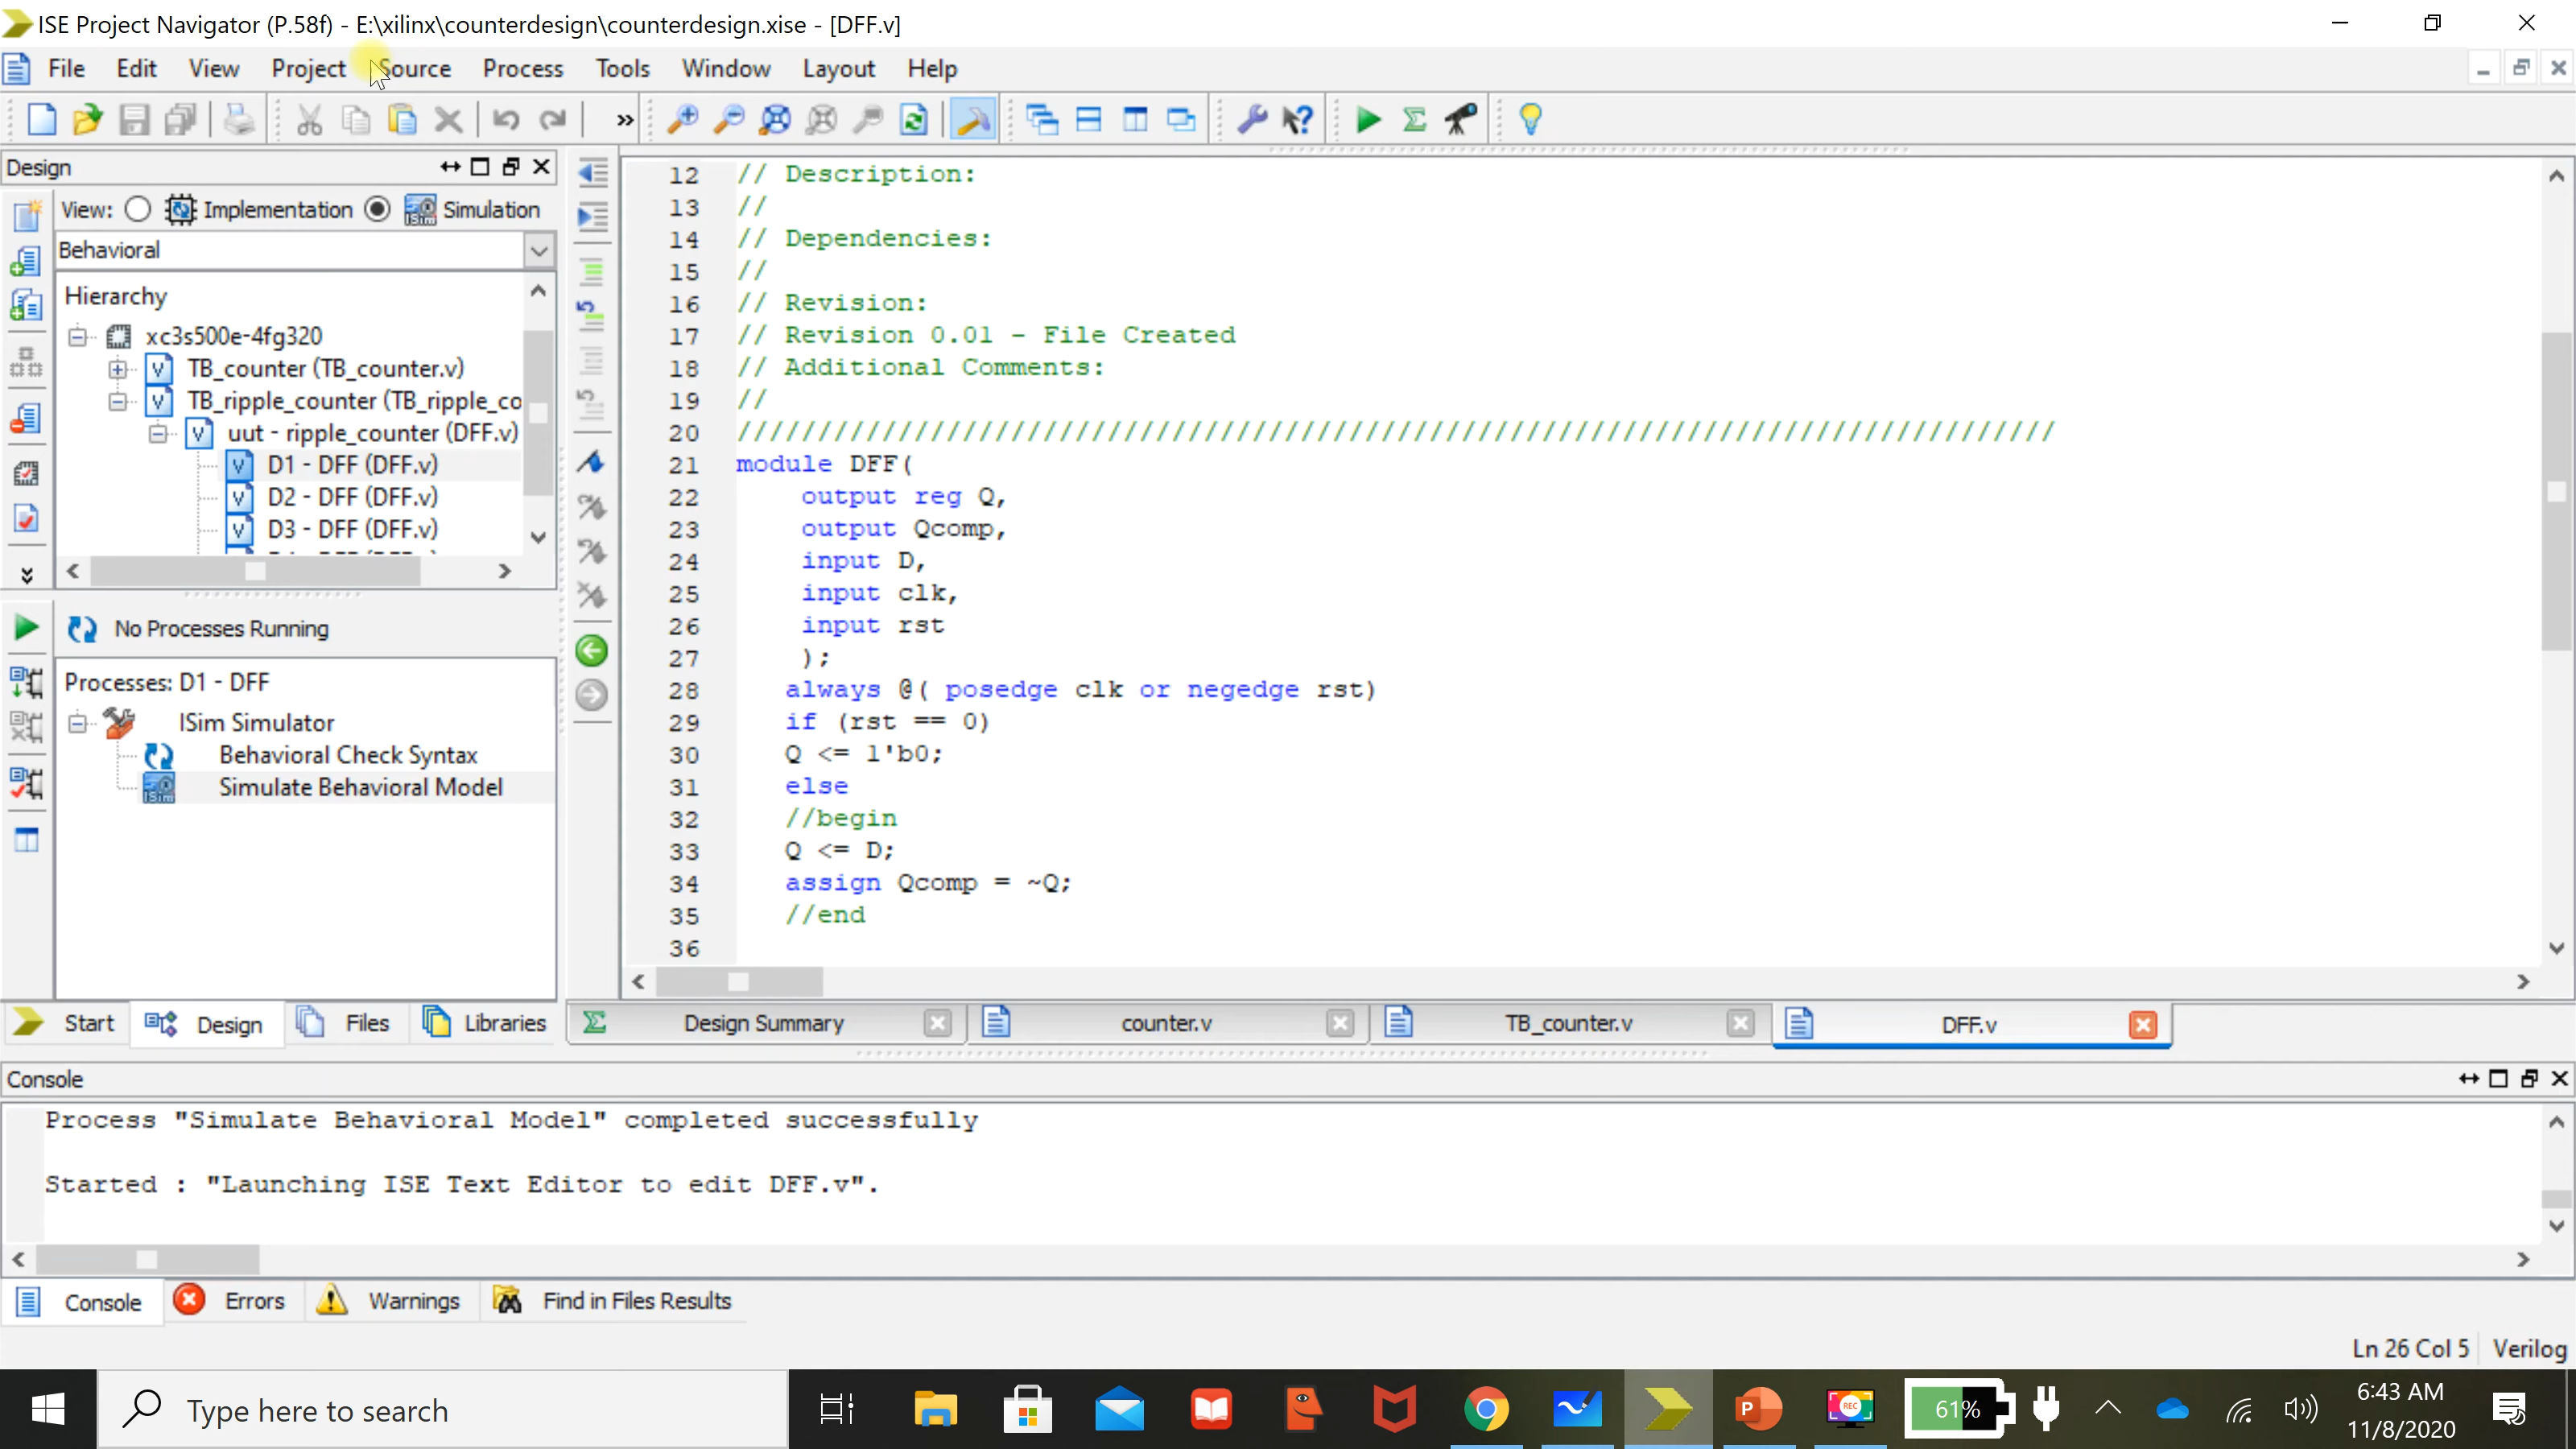 ISE Project Navigator (P.58f) - E:\xilinx\counterdesign\counterdesign.xise - [DFF.v]
File Edit View Project Source Process Tools Window Layout Help
Design
View: Implementation Simulation
Behavioral
Hierarchy
xc3s500e-4fg320
TB_counter (TB_counter.v)
TB_ripple_counter (TB_ripple_co
uut - ripple_counter (DFF.v)
D1 - DFF (DFF.v)
D2 - DFF (DFF.v)
D3 - DFF (DFF.v)
No Processes Running
Processes: D1 - DFF
ISim Simulator
Behavioral Check Syntax
Simulate Behavioral Model
Start Design Files Libraries
12 // Description:
13 //
14 // Dependencies:
15 //
16 // Revision:
17 // Revision 0.01 - File Created
18 // Additional Comments:
19 //
20 //////////////////////////////////////////////////////////////////////////////////
21 module DFF(
22 output reg Q,
23 output Qcomp,
24 input D,
25 input clk,
26 input rst
27 );
28 always @( posedge clk or negedge rst)
29 if (rst == 0)
30 Q <= 1'b0;
31 else
32 //begin
33 Q <= D;
34 assign Qcomp = ~Q;
35 //end
36
Design Summary counter.v TB_counter.v DFF.v
Console
Process "Simulate Behavioral Model" completed successfully
Started : "Launching ISE Text Editor to edit DFF.v".
Console Errors Warnings Find in Files Results
Ln 26 Col 5 Verilog
Type here to search
61%
6:43 AM
11/8/2020